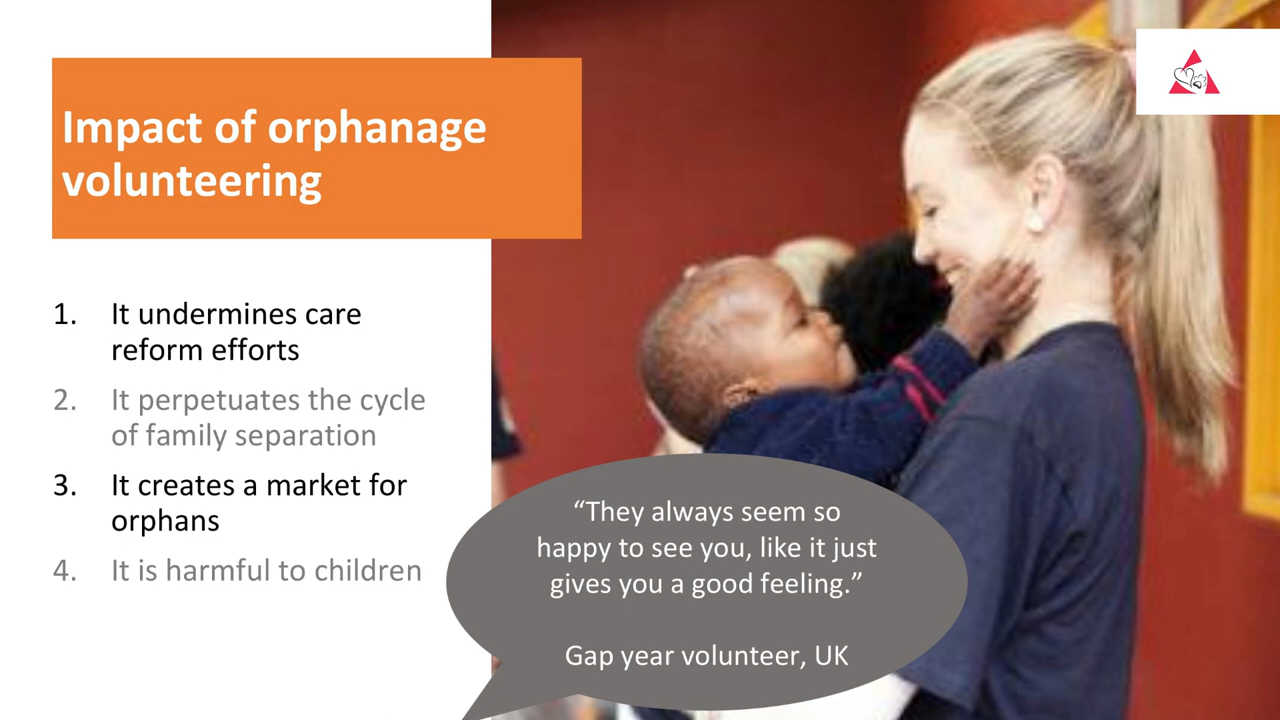 Impact of orphanage
volunteering
1. It undermines care
reform efforts
2. It perpetuates the cycle
of family separation
3. It creates a market for
orphans
4. It is harmful to children
“They always seem so
happy to see you, like it just
gives you a good feeling.”
Gap year volunteer, UK